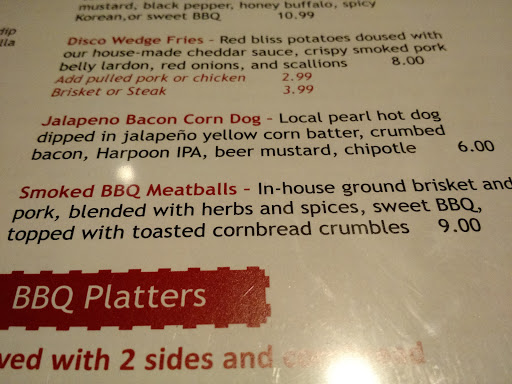 mustard, black pepper, honey buffalo, spicy
Korean, or sweet BBQ 10.99
dip
Disco Wedge Fries - Red bliss potatoes doused with
lla
our house-made cheddar sauce, crispy smoked pork
belly lardon, red onions, and scallions 8.00
Add pulled pork or chicken 2.99
Brisket or Steak 3.99
Jalapeno Bacon Corn Dog - Local pearl hot dog
dipped in jalapeño yellow corn batter, crumbed
bacon, Harpoon IPA, beer mustard, chipotle 6.00
Smoked BBQ Meatballs - In-house ground brisket and
pork, blended with herbs and spices, sweet BBQ,
topped with toasted cornbread crumbles 9.00
BBQ Platters
ved with 2 sides and